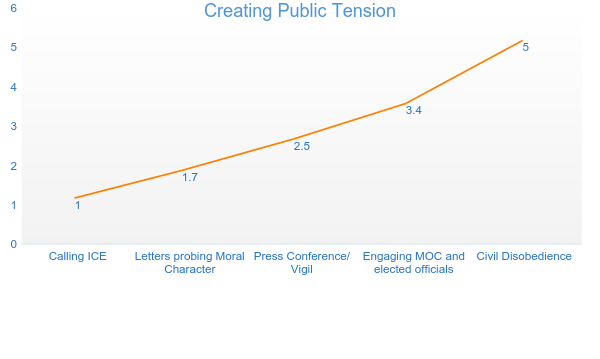 Creating Public Tension
6
5
4
3
2
1
0
1
1.7
2.5
3.4
5
Calling ICE
Letters probing Moral
Character
Press Conference/
Vigil
Engaging MOC and
elected officials
Civil Disobedience